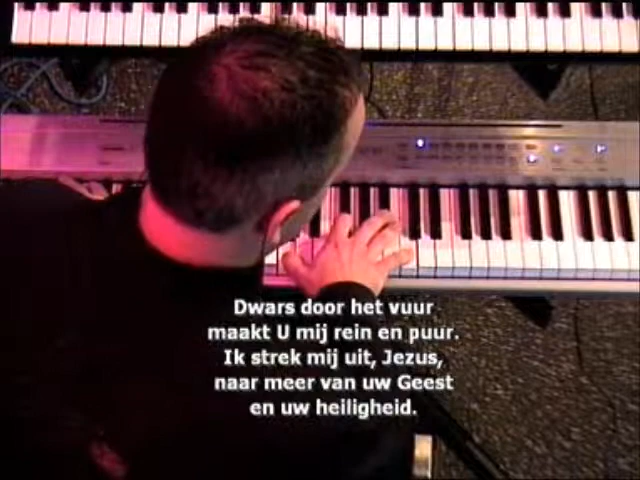 Dwars door het vuur
maakt U mij rein en puur.
Ik strek mij uit, Jezus,
naar meer van uw Geest
en uw heiligheid.